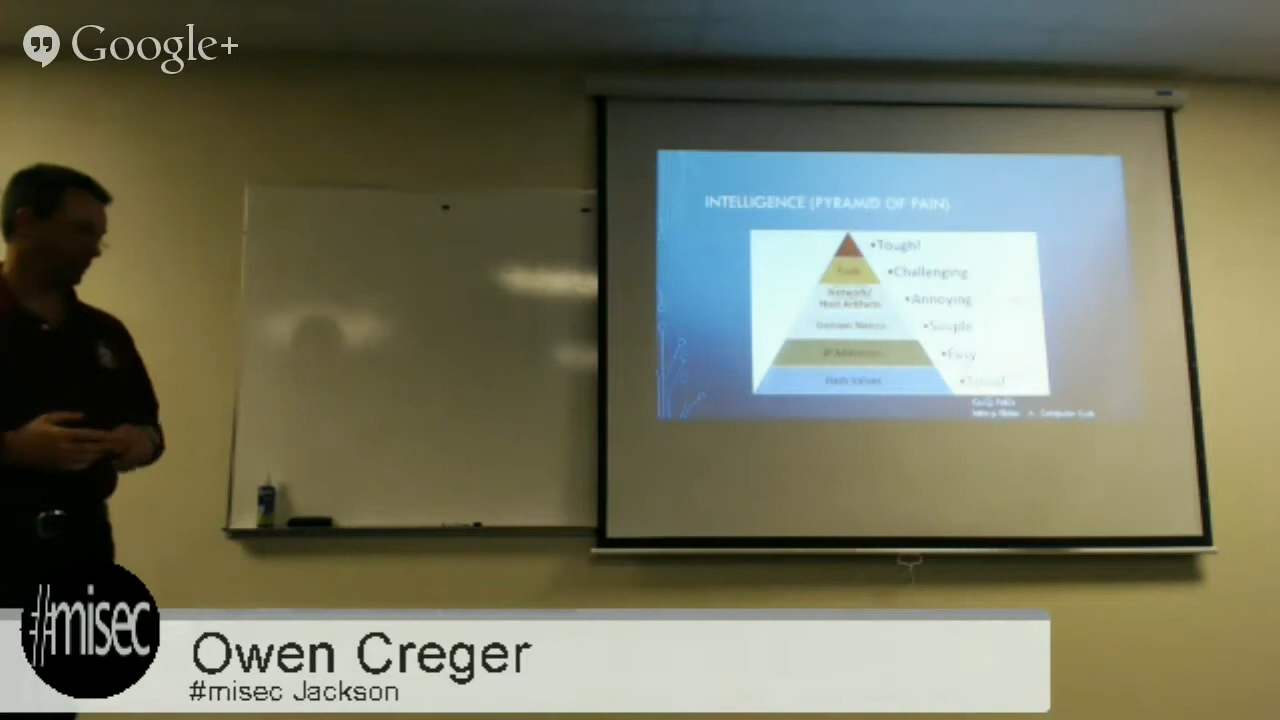 Google+
INTELLIGENCE (PYRAMID OF PAIN)
•Tough!
Tools
•Challenging
Network/
Host Artifacts
•Annoying
Domain Names
•Simple
IP Addresses
•Easy
Hash Values
#misec
Owen Creger
#misec Jackson